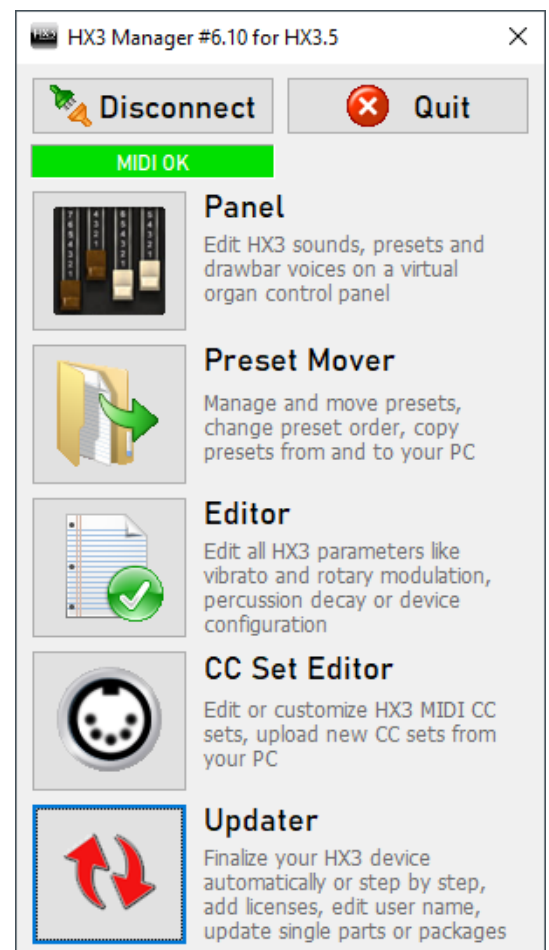 HX3 Manager #6.10 for HX3.5
Disconnect
Quit
MIDI OK
Panel
Edit HX3 sounds, presets and
drawbar voices on a virtual
organ control panel
Preset Mover
Manage and move presets,
change preset order, copy
presets from and to your PC
Editor
Edit all HX3 parameters like
vibrato and rotary modulation,
percussion decay or device
configuration
CC Set Editor
Edit or customize HX3 MIDI CC
sets, upload new CC sets from
your PC
Updater
Finalize your HX3 device
automatically or step by step,
add licenses, edit user name,
update single parts or packages